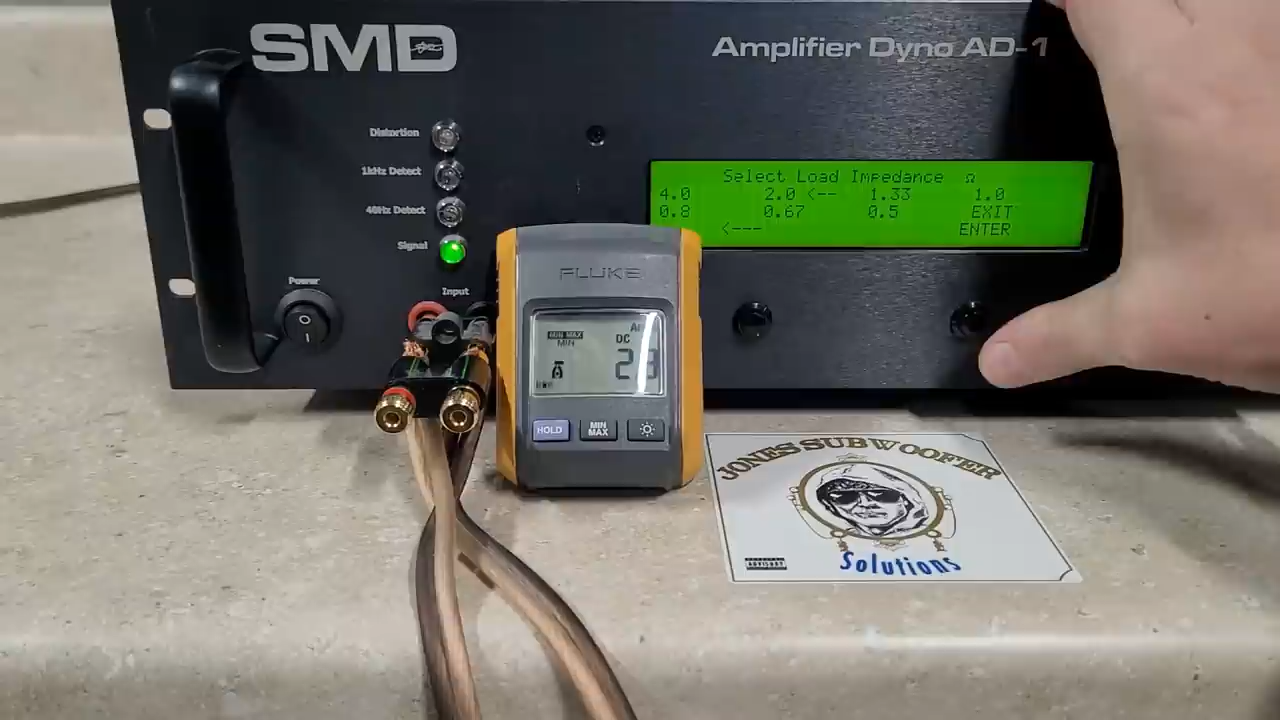 SMD
Amplifier Dyno AD-1
Distortion
1kHz Detect
40Hz Detect
Signal
Power
Input
Select Load Impedance Ω
4.0 2.0 <-- 1.33 1.0
0.8 0.67 0.5 EXIT
<--- ENTER
FLUKE
MIN MAX
MIN
DC
HOLD
MIN
MAX
JONES SUBWOOFER
Solutions
ADVISORY